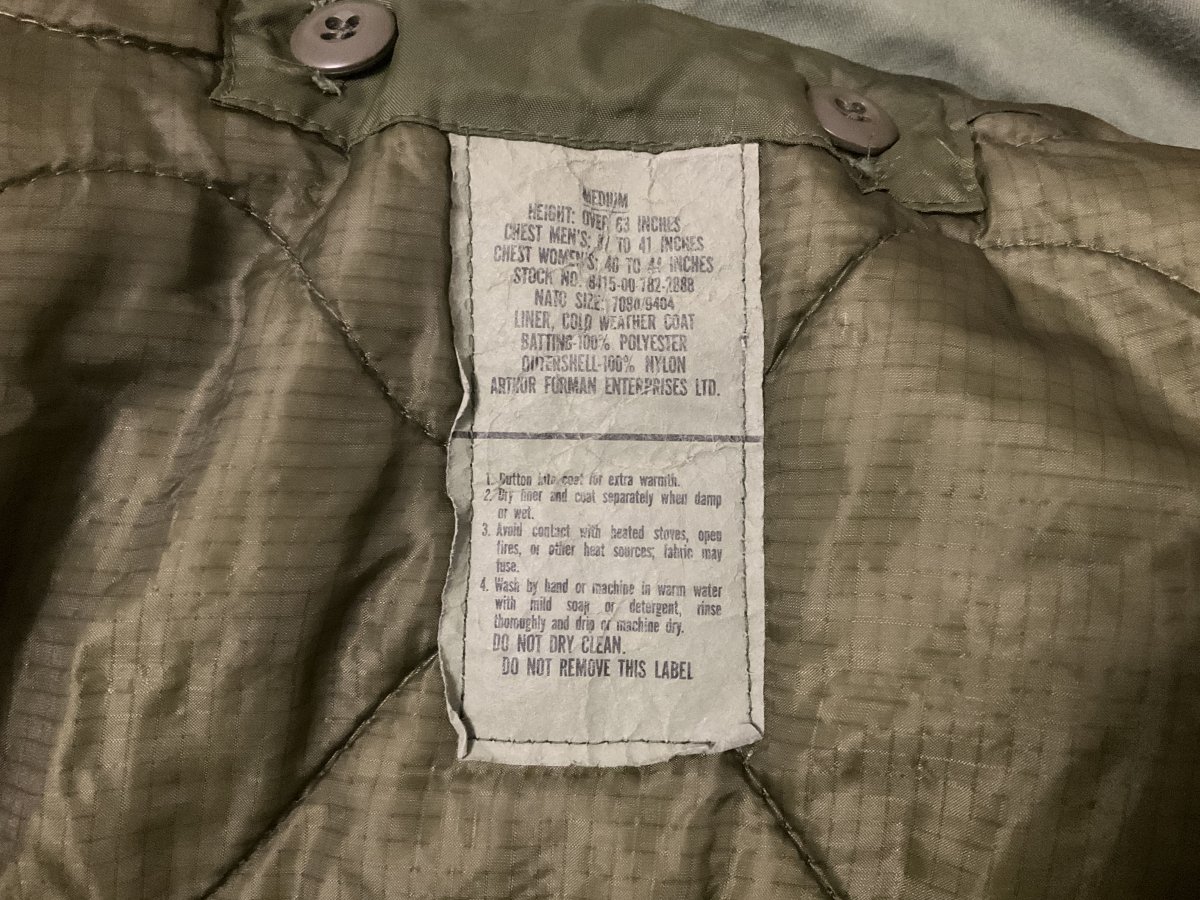 MEDIUM
HEIGHT: OVER 63 INCHES
CHEST MEN'S: 37 TO 41 INCHES
CHEST WOMEN'S: 40 TO 44 INCHES
STOCK NO. 8415-00-782-2888
NATO SIZE: 7080/9404
LINER, COLD WEATHER COAT
BATTING-100% POLYESTER
OUTERSHELL-100% NYLON
ARTHUR FORMAN ENTERPRISES LTD.
1. Button into coat for extra warmth.
2. Dry liner and coat separately when damp
or wet.
3. Avoid contact with heated stoves, open
fires, or other heat sources; fabric may
fuse.
4. Wash by hand or machine in warm water
with mild soap or detergent, rinse
thoroughly and drip or machine dry.
DO NOT DRY CLEAN.
DO NOT REMOVE THIS LABEL